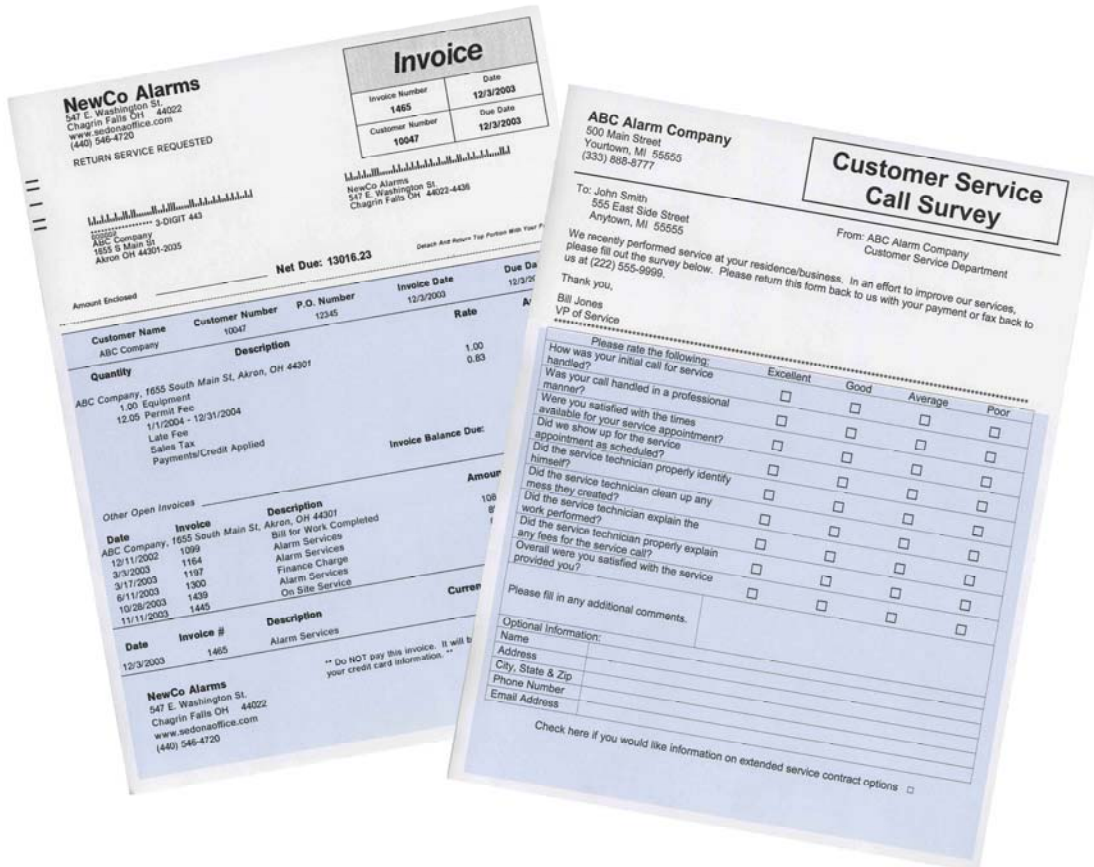 NewCo Alarms
547 E. Washington St.
Chagrin Falls OH 44022
www.sedonaoffice.com
(440) 546-4720
RETURN SERVICE REQUESTED
Invoice
Invoice Number
Date
1465
12/3/2003
Customer Number
Due Date
10047
12/3/2003
NewCo Alarms
547 E. Washington St.
Chagrin Falls OH 44022-4436
3-DIGIT 443
ABC Company
1655 S Main St
Akron OH 44301-2035
Net Due: 13016.23
Amount Enclosed
Detach And Return Top Portion With Your
Customer Name Customer Number P.O. Number Invoice Date Due Da
ABC Company 10047 12345 12/3/2003 12/3/20
Quantity Description Rate
ABC Company, 1655 South Main St, Akron, OH 44301
1.00 Equipment 1.00
12.05 Permit Fee 0.83
1/1/2004 - 12/31/2004
Late Fee
Sales Tax
Payments/Credit Applied
Invoice Balance Due:
Other Open Invoices
Date Invoice Description Amoun
ABC Company, 1655 South Main St, Akron, OH 44301
12/11/2002 1099 Bill for Work Completed 108
3/3/2003 1164 Alarm Services
3/17/2003 1197 Alarm Services
6/11/2003 1300 Finance Charge
10/28/2003 1439 Alarm Services
11/11/2003 1445 On Site Service
Date Invoice # Description Curren
12/3/2003 1465 Alarm Services
** Do NOT pay this invoice. It will b
your credit card information. **
NewCo Alarms
547 E. Washington St.
Chagrin Falls OH 44022
www.sedonaoffice.com
(440) 546-4720
ABC Alarm Company
500 Main Street
Yourtown, MI 55555
(333) 888-8777
Customer Service
Call Survey
To: John Smith
555 East Side Street
Anytown, MI 55555
From: ABC Alarm Company
Customer Service Department
We recently performed service at your residence/business. In an effort to improve our services,
please fill out the survey below. Please return this form back to us with your payment or fax back to
us at (222) 555-9999.
Thank you,
Bill Jones
VP of Service
Please rate the following: Excellent Good Average Poor
How was your initial call for service
handled?
Was your call handled in a professional
manner?
Were you satisfied with the times
available for your service appointment?
Did we show up for the service
appointment as scheduled?
Did the service technician properly identify
himself?
Did the service technician clean up any
mess they created?
Did the service technician explain the
work performed?
Did the service technician properly explain
any fees for the service call?
Overall were you satisfied with the service
provided you?
Please fill in any additional comments.
Optional Information:
Name
Address
City, State & Zip
Phone Number
Email Address
Check here if you would like information on extended service contract options